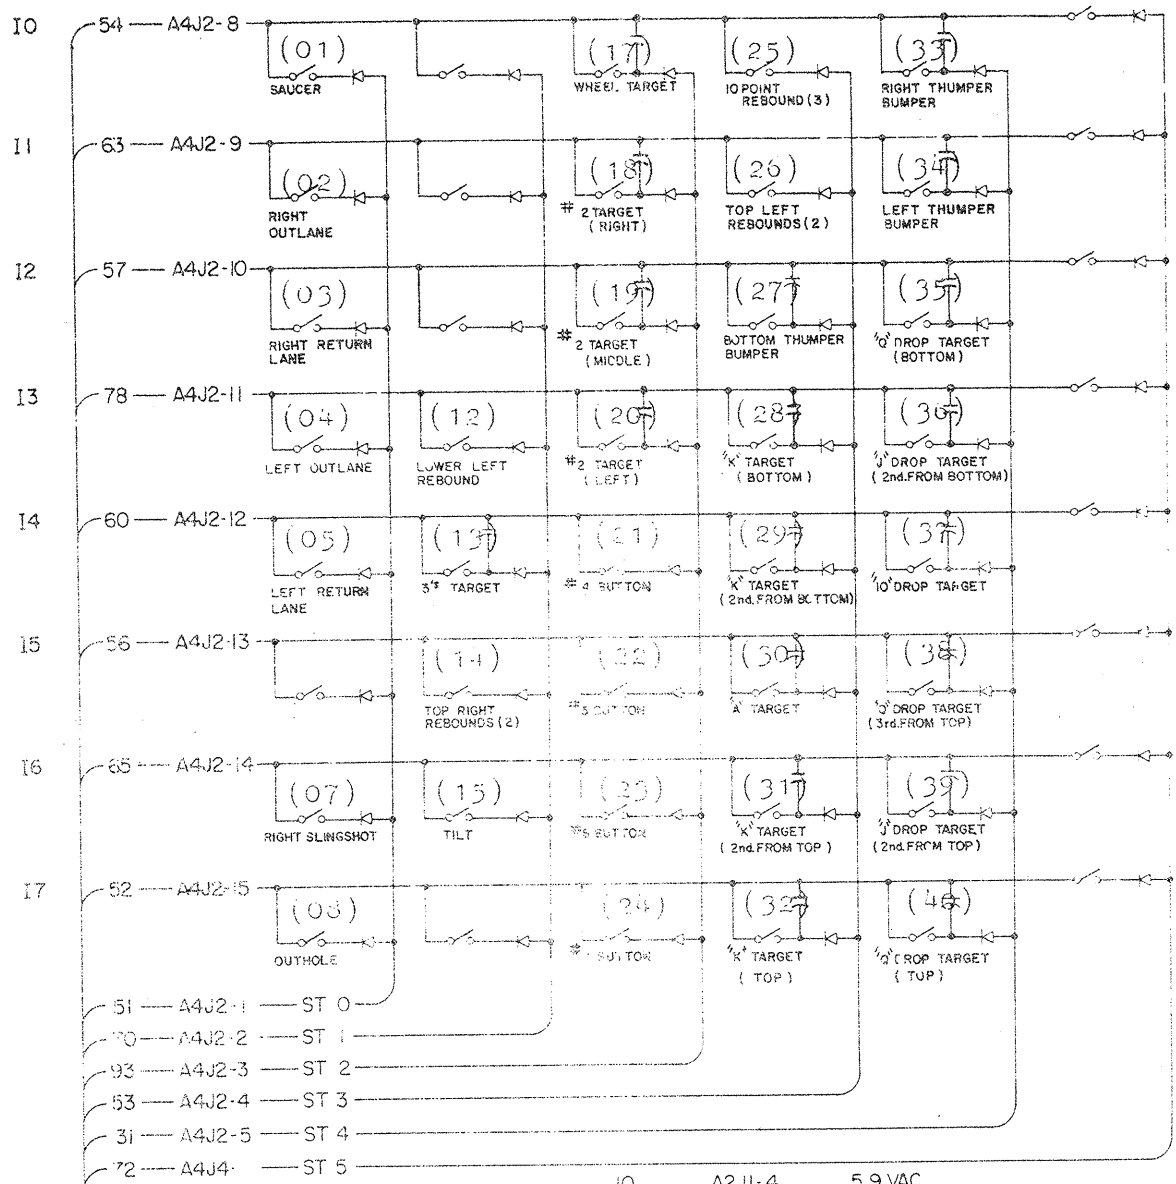 I0 54 A4J2-8
(01) (17) (25) (33)
SAUCER WHEEL TARGET 10 POINT REBOUND (3) RIGHT THUMPER BUMPER
I1 63 A4J2-9
(02) (18) (26) (34)
RIGHT OUTLANE #2 TARGET (RIGHT) TOP LEFT REBOUNDS (2) LEFT THUMPER BUMPER
I2 57 A4J2-10
(03) (19) (27) (35)
RIGHT RETURN LANE #2 TARGET (MIDDLE) BOTTOM THUMPER BUMPER "Q" DROP TARGET (BOTTOM)
I3 78 A4J2-11
(04) (12) (20) (28) (36)
LEFT OUTLANE LOWER LEFT REBOUND #2 TARGET (LEFT) "K" TARGET (BOTTOM) "J" DROP TARGET (2nd. FROM BOTTOM)
I4 60 A4J2-12
(05) (13) (21) (29) (37)
LEFT RETURN LANE 3's TARGET #4 BUTTON "K" TARGET (2nd. FROM BOTTOM) "10" DROP TARGET
I5 56 A4J2-13
(14) (22) (30) (38)
TOP RIGHT REBOUNDS (2) #5 BUTTON "A" TARGET "Q" DROP TARGET (3rd. FROM TOP)
I6 65 A4J2-14
(07) (15) (23) (31) (39)
RIGHT SLINGSHOT TILT #6 BUTTON "K" TARGET (2nd. FROM TOP) "J" DROP TARGET (2nd. FROM TOP)
I7 52 A4J2-15
(08) (24) (32) (40)
OUTHOLE # BUTTON "K" TARGET (TOP) "Q" DROP TARGET (TOP)
51 A4J2-1 ST 0
70 A4J2-2 ST 1
93 A4J2-3 ST 2
53 A4J2-4 ST 3
31 A4J2-5 ST 4
72 A4J4- ST 5
10 A2J1-4 5.9 VAC